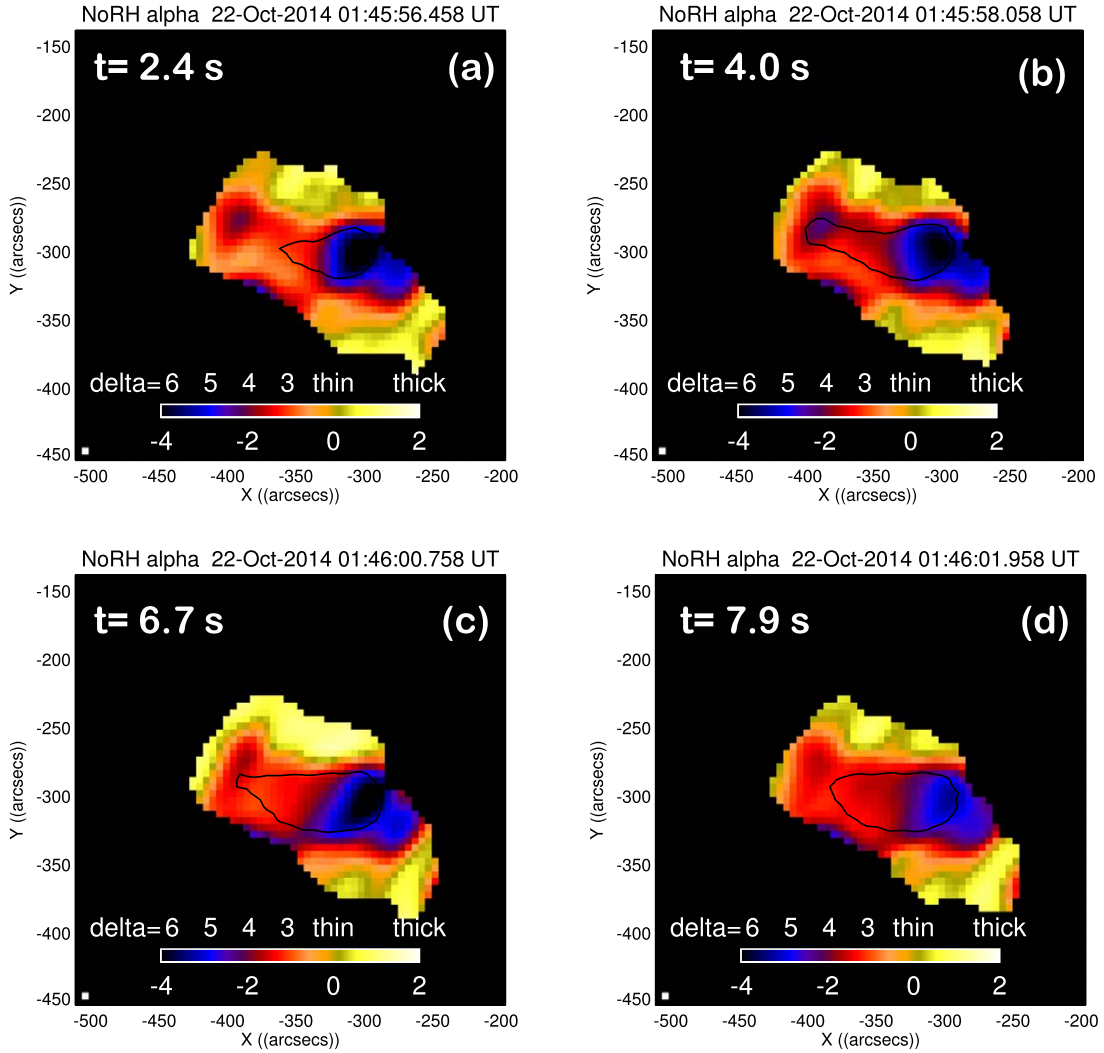 NoRH alpha 22-Oct-2014 01:45:56.458 UT
t= 2.4 s
(a)
-150
-200
-250
-300
-350
-400
-450
Y ((arcsecs))
delta= 6 5 4 3 thin thick
-4 -2 0 2
-500 -450 -400 -350 -300 -250 -200
X ((arcsecs))
NoRH alpha 22-Oct-2014 01:45:58.058 UT
t= 4.0 s
(b)
-150
-200
-250
-300
-350
-400
-450
Y ((arcsecs))
delta= 6 5 4 3 thin thick
-4 -2 0 2
-500 -450 -400 -350 -300 -250 -200
X ((arcsecs))
NoRH alpha 22-Oct-2014 01:46:00.758 UT
t= 6.7 s
(c)
-150
-200
-250
-300
-350
-400
-450
Y ((arcsecs))
delta= 6 5 4 3 thin thick
-4 -2 0 2
-500 -450 -400 -350 -300 -250 -200
X ((arcsecs))
NoRH alpha 22-Oct-2014 01:46:01.958 UT
t= 7.9 s
(d)
-150
-200
-250
-300
-350
-400
-450
Y ((arcsecs))
delta= 6 5 4 3 thin thick
-4 -2 0 2
-500 -450 -400 -350 -300 -250 -200
X ((arcsecs))